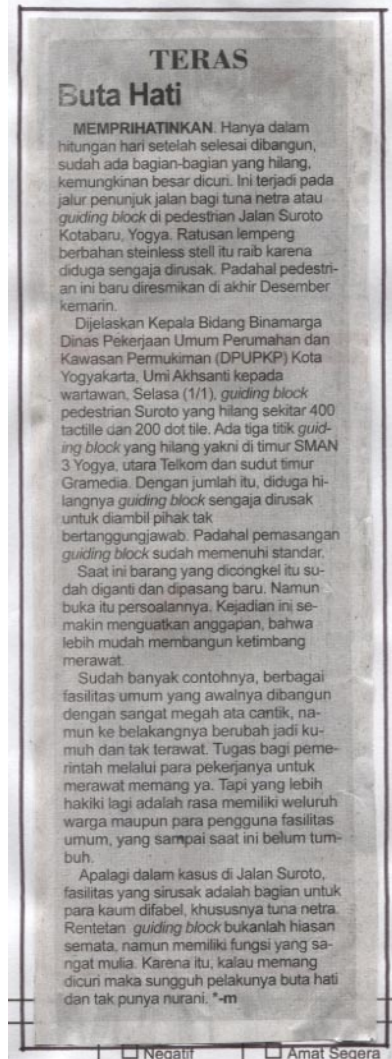 TERAS
Buta Hati
MEMPRIHATINKAN. Hanya dalam
hitungan hari setelah selesai dibangun,
sudah ada bagian-bagian yang hilang,
kemungkinan besar dicuri. Ini terjadi pada
jalur penunjuk jalan bagi tuna netra atau
guiding block di pedestrian Jalan Suroto
Kotabaru, Yogya. Ratusan lempeng
berbahan steinless stell itu raib karena
diduga sengaja dirusak. Padahal pedestri-
an ini baru diresmikan di akhir Desember
kemarin.
Dijelaskan Kepala Bidang Binamarga
Dinas Pekerjaan Umum Perumahan dan
Kawasan Permukiman (DPUPKP) Kota
Yogyakarta, Umi Akhsanti kepada
wartawan, Selasa (1/1), guiding block
pedestrian Suroto yang hilang sekitar 400
tactille dan 200 dot tile. Ada tiga titik guid-
ing block yang hilang yakni di timur SMAN
3 Yogya, utara Telkom dan sudut timur
Gramedia. Dengan jumlah itu, diduga hi-
langnya guiding block sengaja dirusak
untuk diambil pihak tak
bertanggungjawab. Padahal pemasangan
guiding block sudah memenuhi standar.
Saat ini barang yang dicongkel itu su-
dah diganti dan dipasang baru. Namun
buka itu persoalannya. Kejadian ini se-
makin menguatkan anggapan, bahwa
lebih mudah membangun ketimbang
merawat.
Sudah banyak contohnya, berbagai
fasilitas umum yang awalnya dibangun
dengan sangat megah ata cantik, na-
mun ke belakangnya berubah jadi ku-
muh dan tak terawat. Tugas bagi peme-
rintah melalui para pekerjanya untuk
merawat memang ya. Tapi yang lebih
hakiki lagi adalah rasa memiliki weluruh
warga maupun para pengguna fasilitas
umum, yang sampai saat ini belum tum-
buh.
Apalagi dalam kasus di Jalan Suroto,
fasilitas yang sirusak adalah bagian untuk
para kaum difabel, khususnya tuna netra.
Rentetan guiding block bukanlah hiasan
semata, namun memiliki fungsi yang sa-
ngat mulia. Karena itu, kalau memang
dicuri maka sungguh pelakunya buta hati
dan tak punya nurani. *-m
Negatif
Amat Segera